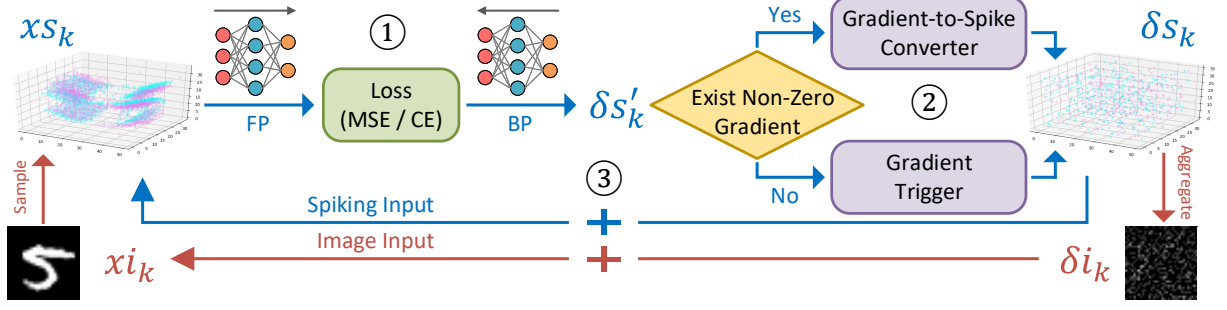 xs_k
FP
①
Loss
(MSE / CE)
BP
δs'_k
Exist Non-Zero
Gradient
Yes
No
Gradient-to-Spike
Converter
②
Gradient
Trigger
δs_k
Sample
Aggregate
③
Spiking Input
Image Input
xi_k
δi_k